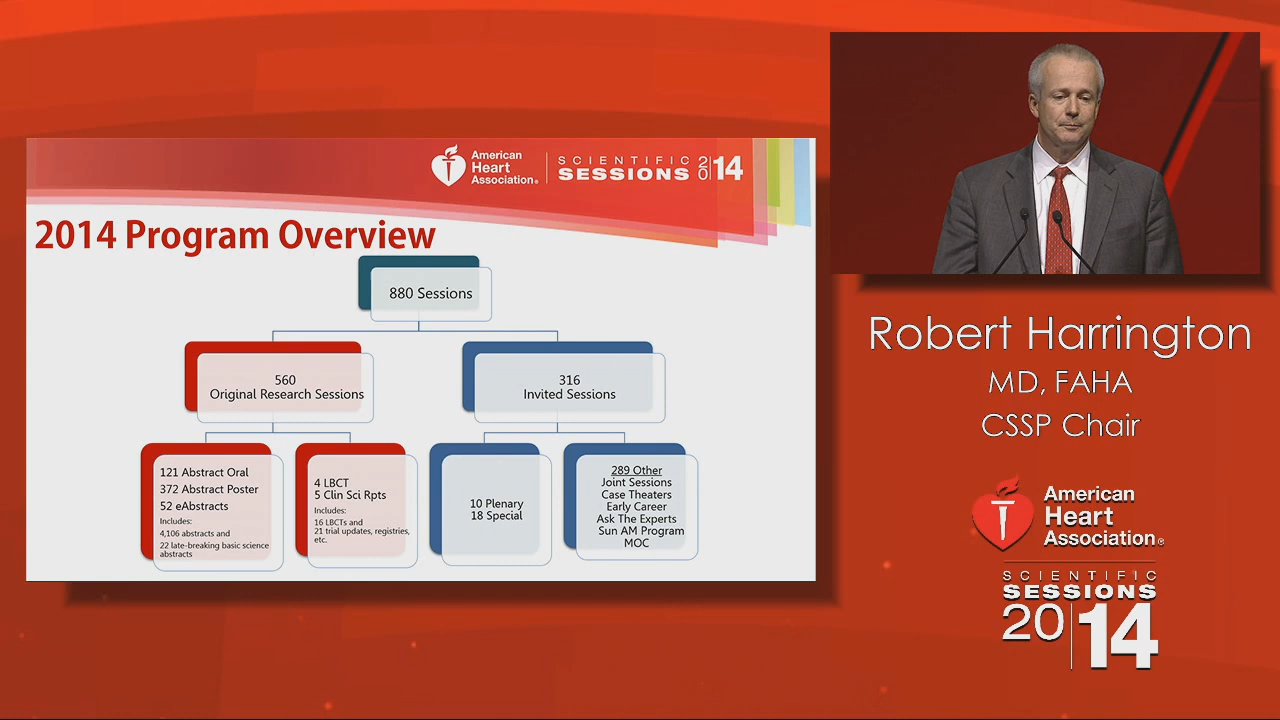 American
Heart
Association®
SCIENTIFIC
SESSIONS 2014
2014 Program Overview
880 Sessions
560
Original Research Sessions
316
Invited Sessions
121 Abstract Oral
372 Abstract Poster
52 eAbstracts
Includes:
4,106 abstracts and
22 late-breaking basic science
abstracts
4 LBCT
5 Clin Sci Rpts
Includes:
16 LBCTs and
21 trial updates, registries,
etc.
10 Plenary
18 Special
289 Other
Joint Sessions
Case Theaters
Early Career
Ask The Experts
Sun AM Program
MOC
Robert Harrington
MD, FAHA
CSSP Chair
American
Heart
Association®
SCIENTIFIC
SESSIONS
20|14